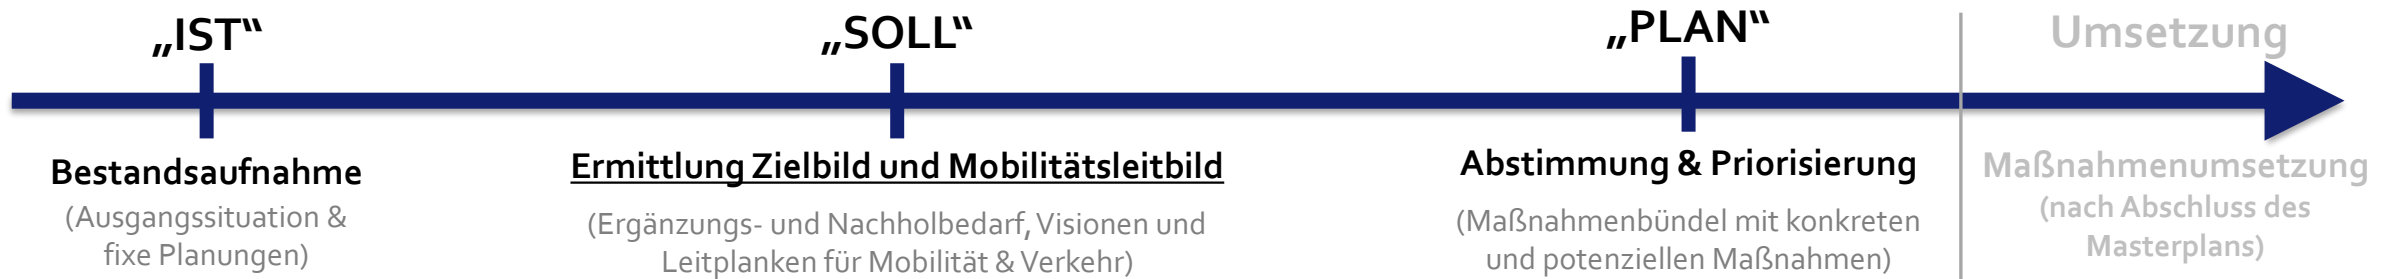 „IST“
Bestandsaufnahme
(Ausgangssituation &
fixe Planungen)
„SOLL“
Ermittlung Zielbild und Mobilitätsleitbild
(Ergänzungs- und Nachholbedarf, Visionen und
Leitplanken für Mobilität & Verkehr)
„PLAN“
Abstimmung & Priorisierung
(Maßnahmenbündel mit konkreten
und potenziellen Maßnahmen)
Umsetzung
Maßnahmenumsetzung
(nach Abschluss des
Masterplans)